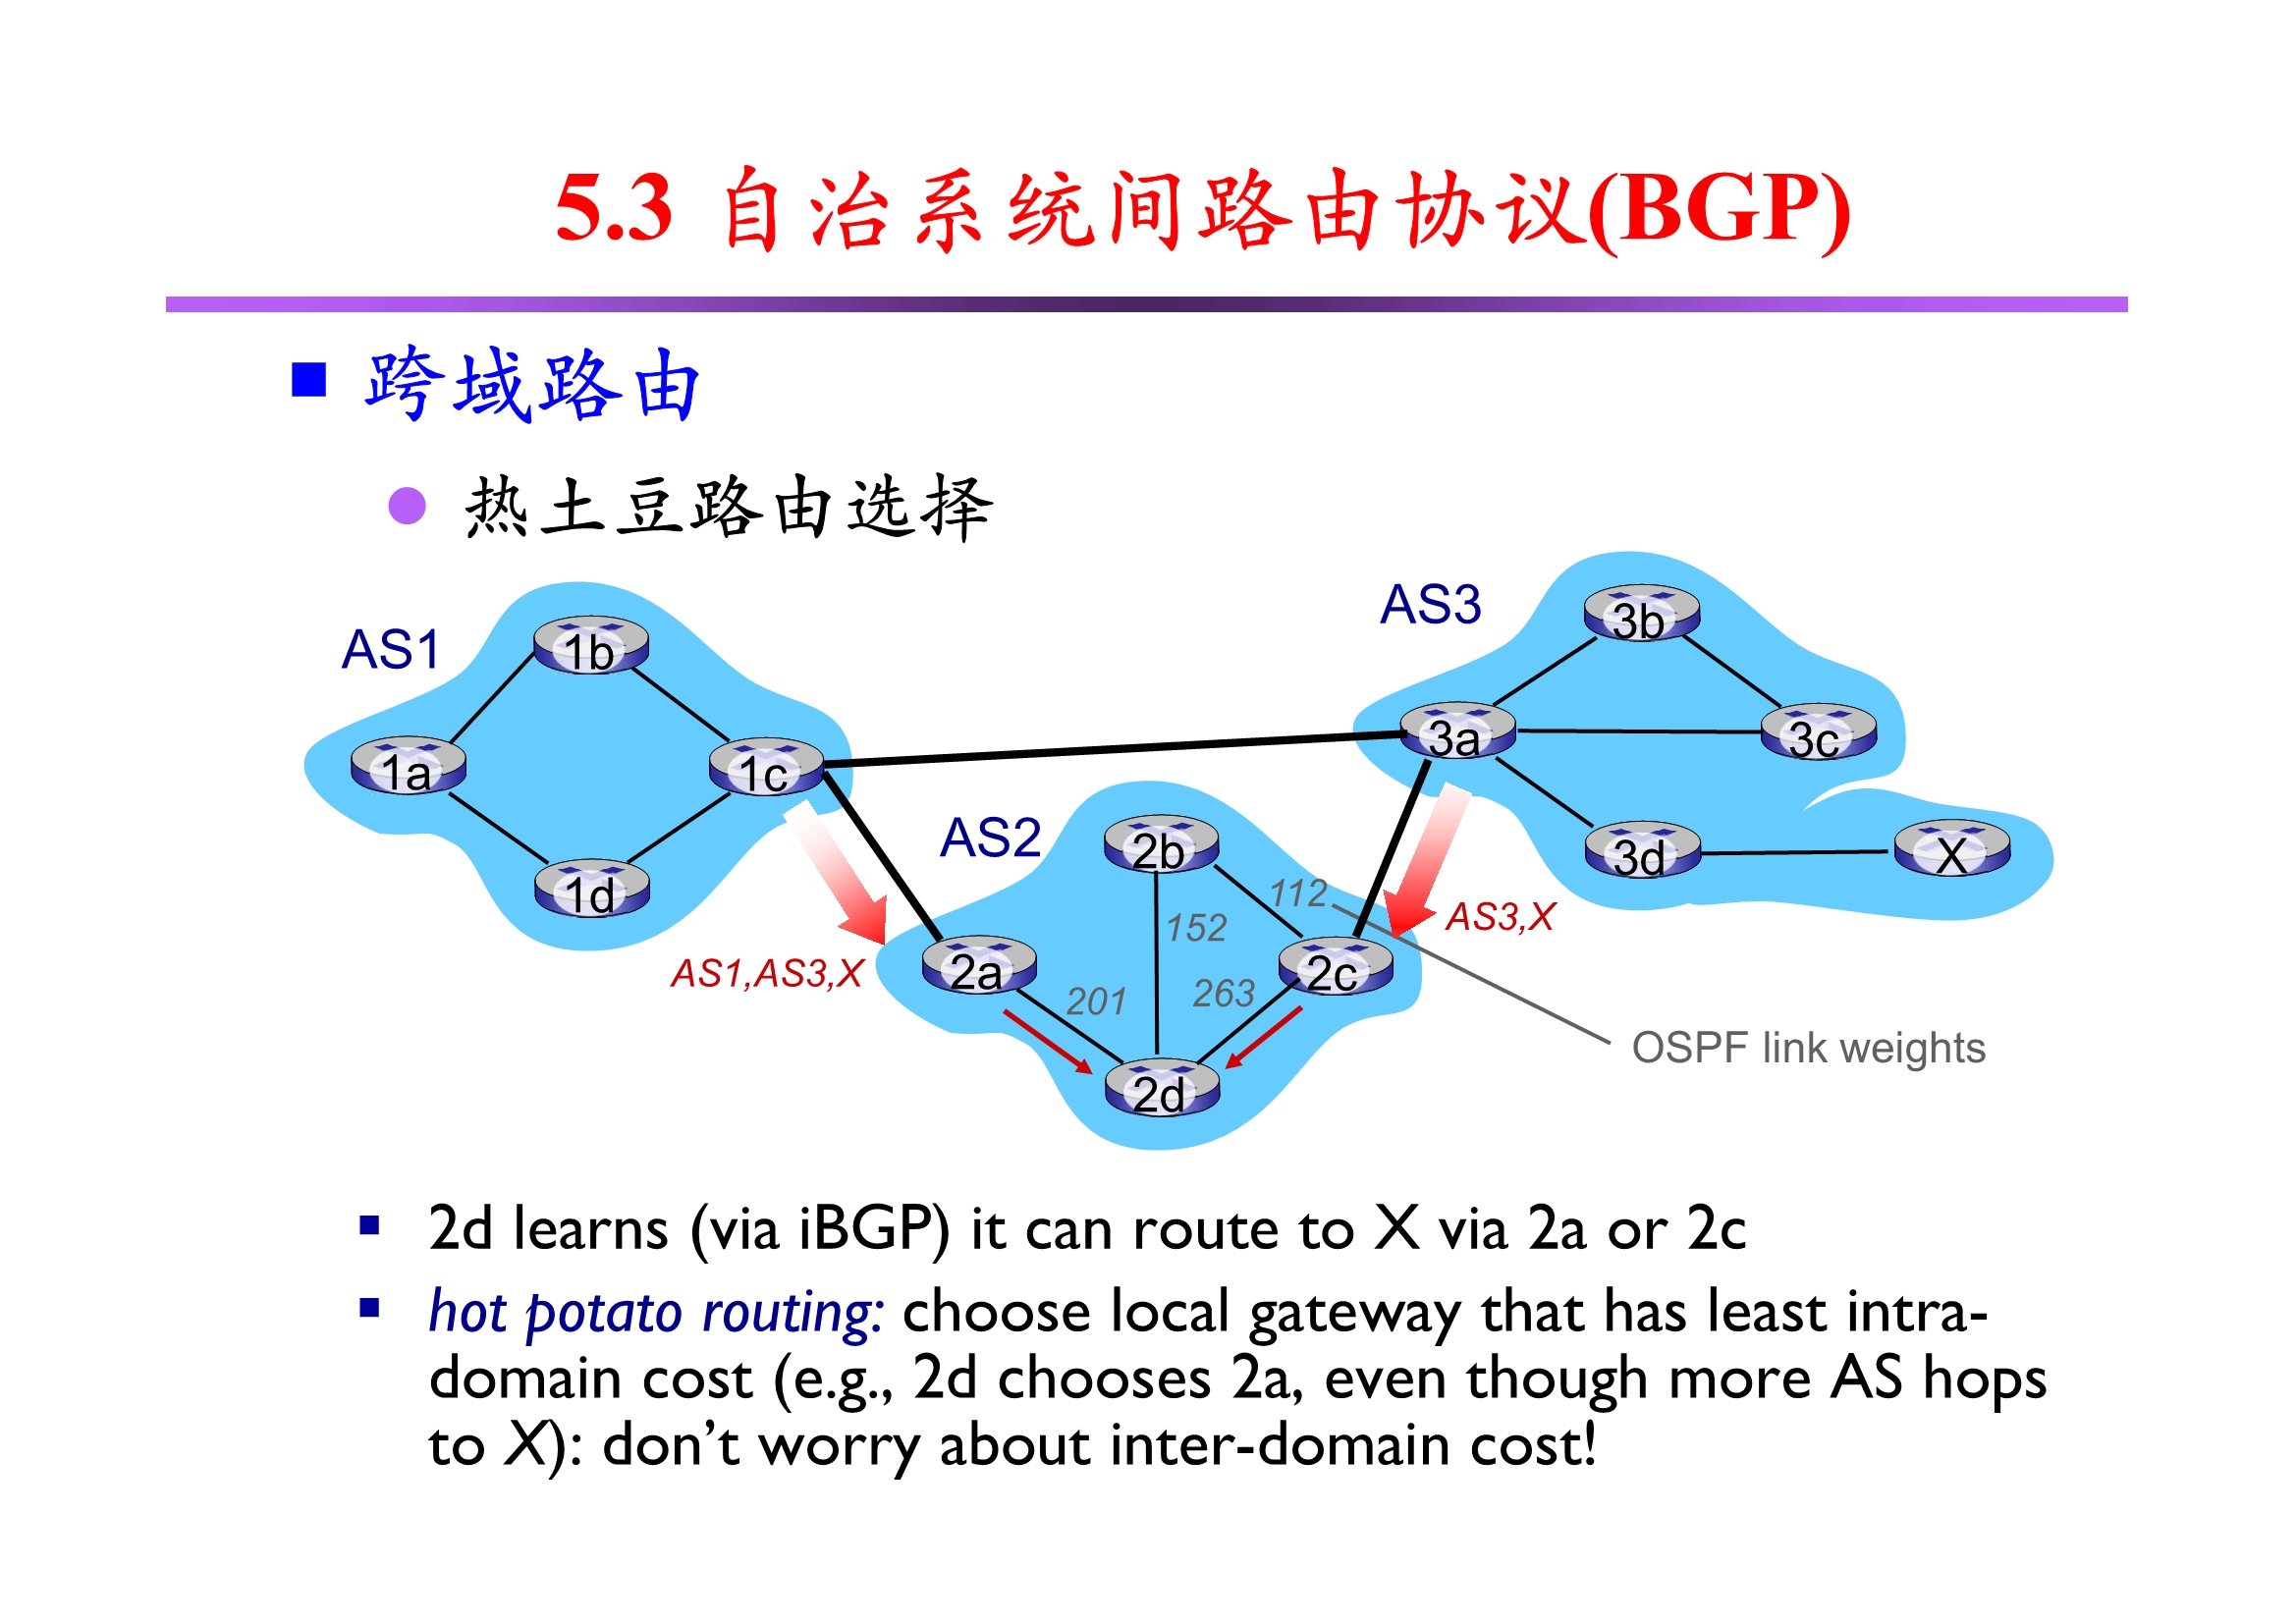 5.3 自治系统间路由协议(BGP)
跨域路由
热土豆路由选择
AS1
1b
1a
1c
1d
AS3
3b
3a
3c
3d
X
AS2
2b
112
152
AS3,X
AS1,AS3,X
2a
201
263
2c
OSPF link weights
2d
2d learns (via iBGP) it can route to X via 2a or 2c
hot potato routing: choose local gateway that has least intra-
domain cost (e.g., 2d chooses 2a, even though more AS hops
to X): don’t worry about inter-domain cost!